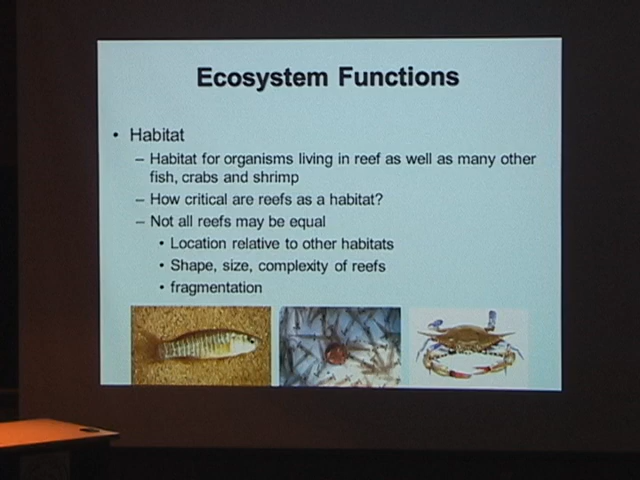 Ecosystem Functions
• Habitat
– Habitat for organisms living in reef as well as many other
fish, crabs and shrimp
– How critical are reefs as a habitat?
– Not all reefs may be equal
• Location relative to other habitats
• Shape, size, complexity of reefs
• fragmentation